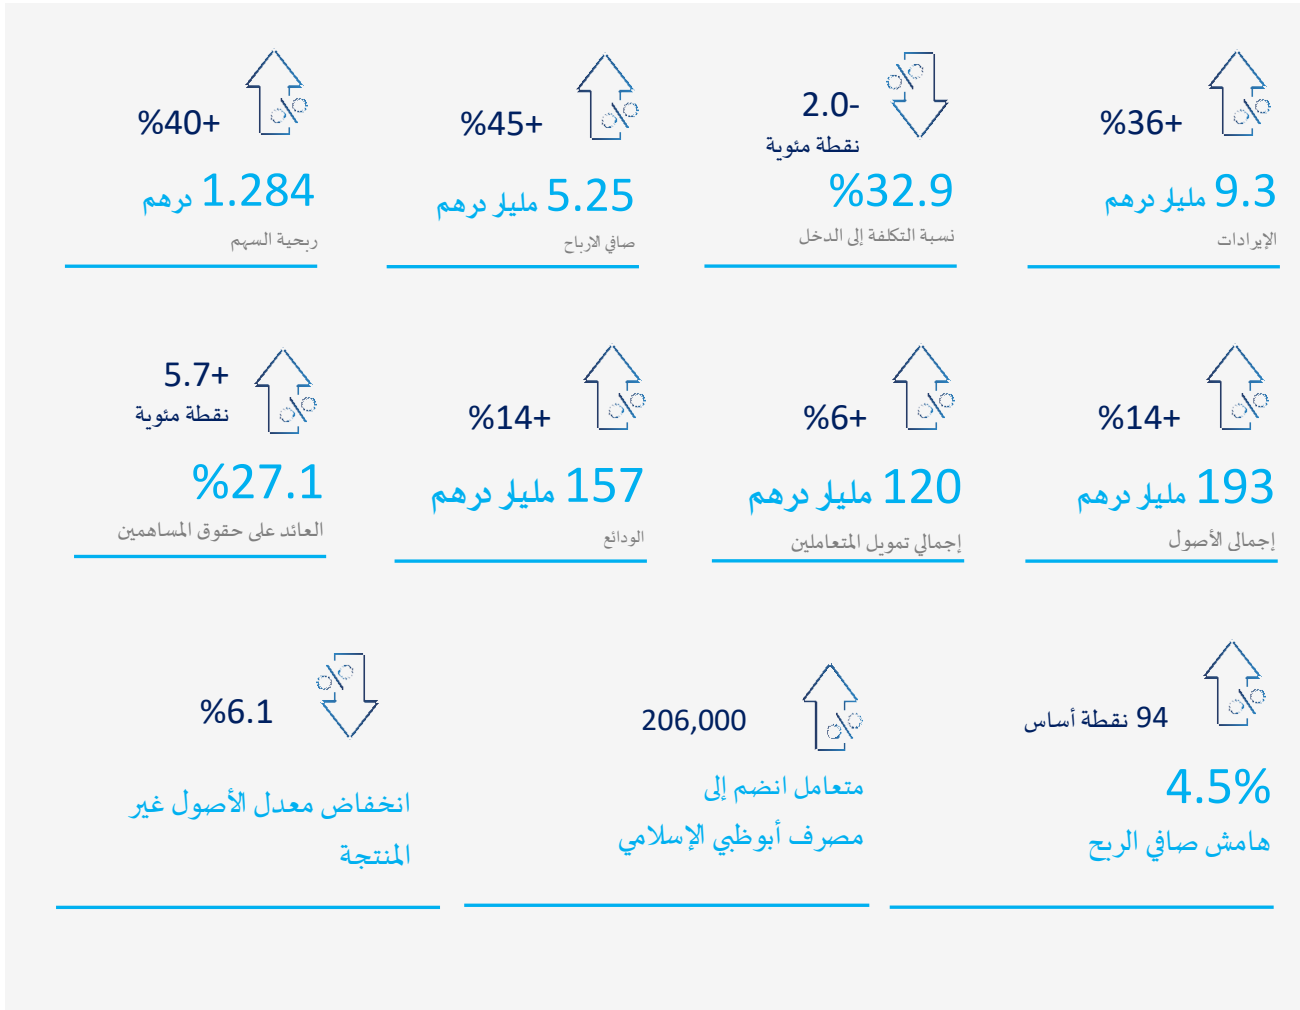 %36+
9.3 مليار درهم
الإيرادات
2.0-
نقطة مئوية
%32.9
نسبة التكلفة إلى الدخل
%45+
5.25 مليار درهم
صافي الارباح
%40+
1.284 درهم
ربحية السهم
%14+
193 مليار درهم
إجمالى الأصول
%6+
120 مليار درهم
إجمالي تمويل المتعاملين
%14+
157 مليار درهم
الودائع
5.7+
نقطة مئوية
%27.1
العائد على حقوق المساهمين
94 نقطة أساس
4.5%
هامش صافي الربح
206,000
متعامل انضم إلى
مصرف أبوظبي الإسلامي
%6.1
انخفاض معدل الأصول غير
المنتجة